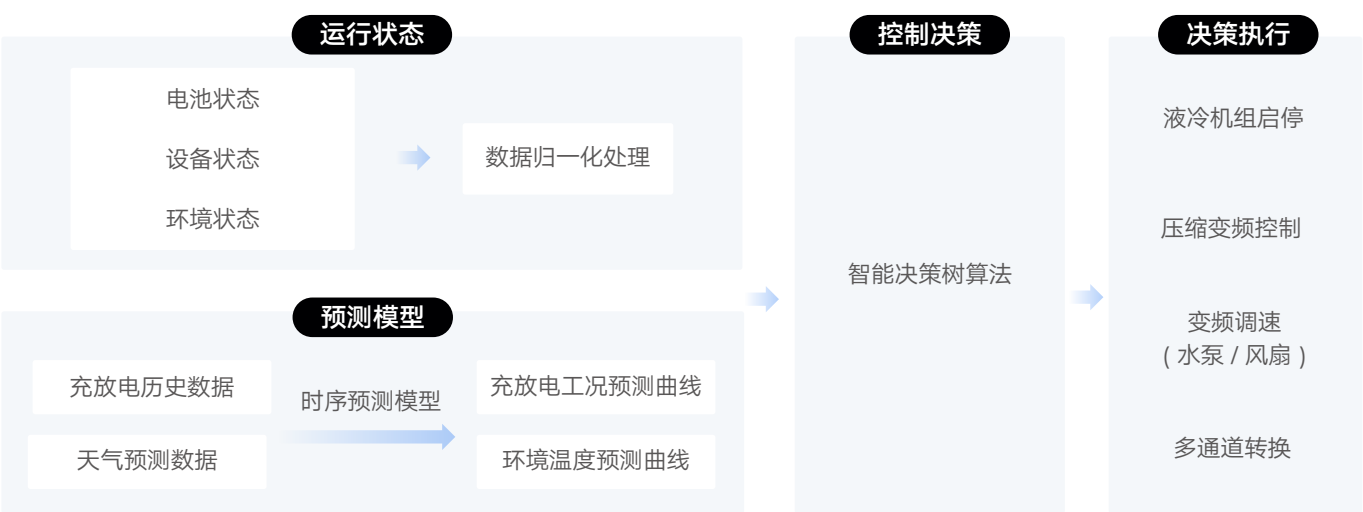 运行状态
电池状态
设备状态
环境状态
数据归一化处理
预测模型
充放电历史数据
天气预测数据
时序预测模型
充放电工况预测曲线
环境温度预测曲线
控制决策
智能决策树算法
决策执行
液冷机组启停
压缩变频控制
变频调速
( 水泵 / 风扇 )
多通道转换